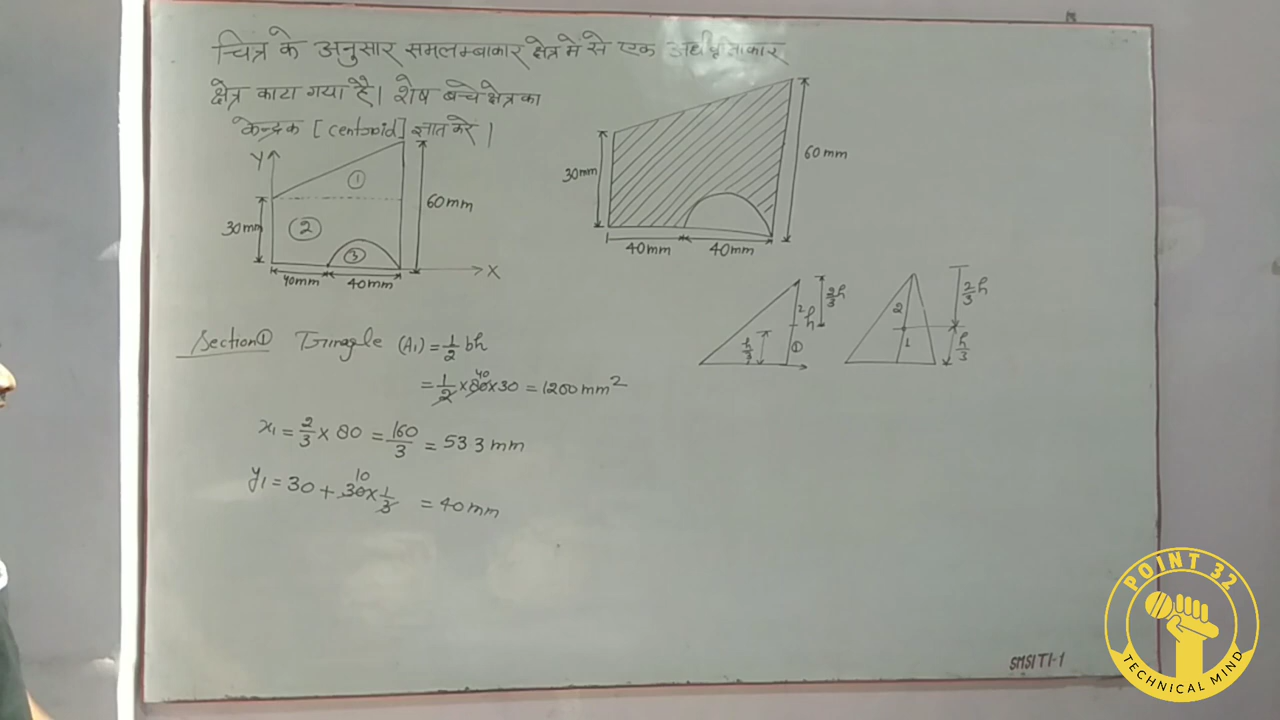 चित्र के अनुसार समलम्बाकार क्षेत्र में से एक अर्धवृत्ताकार
क्षेत्र काटा गया है। शेष बचे क्षेत्र का
केन्द्रक [centroid] ज्ञात करे।
Y
①
②
③
30mm
60mm
40mm
40mm
X
30mm
60mm
40mm
40mm
Section① Triangle (A₁) = 1/2 bh
= 1/2 × 80 40 × 30 = 1200 mm²
x₁ = 2/3 × 80 = 160/3 = 53 3 mm
y₁ = 30 + 30 10 × 1/3 = 40 mm
2/3 h
2
h
h/3
①
2
1
2/3 h
h/3
SMSITI-1
POINT 32
TECHNICAL MIND